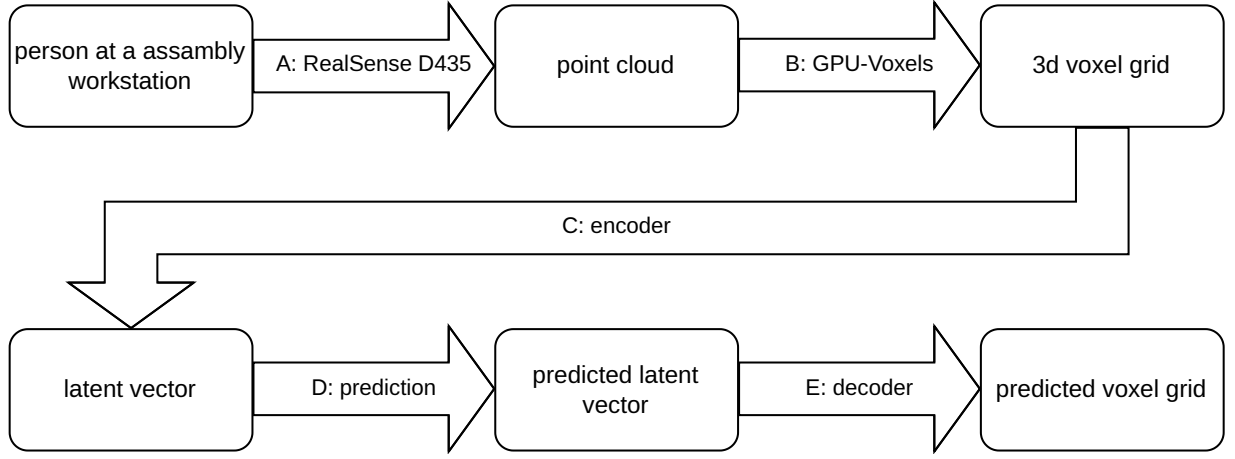 person at a assambly
workstation
A: RealSense D435
point cloud
B: GPU-Voxels
3d voxel grid
C: encoder
latent vector
D: prediction
predicted latent
vector
E: decoder
predicted voxel grid